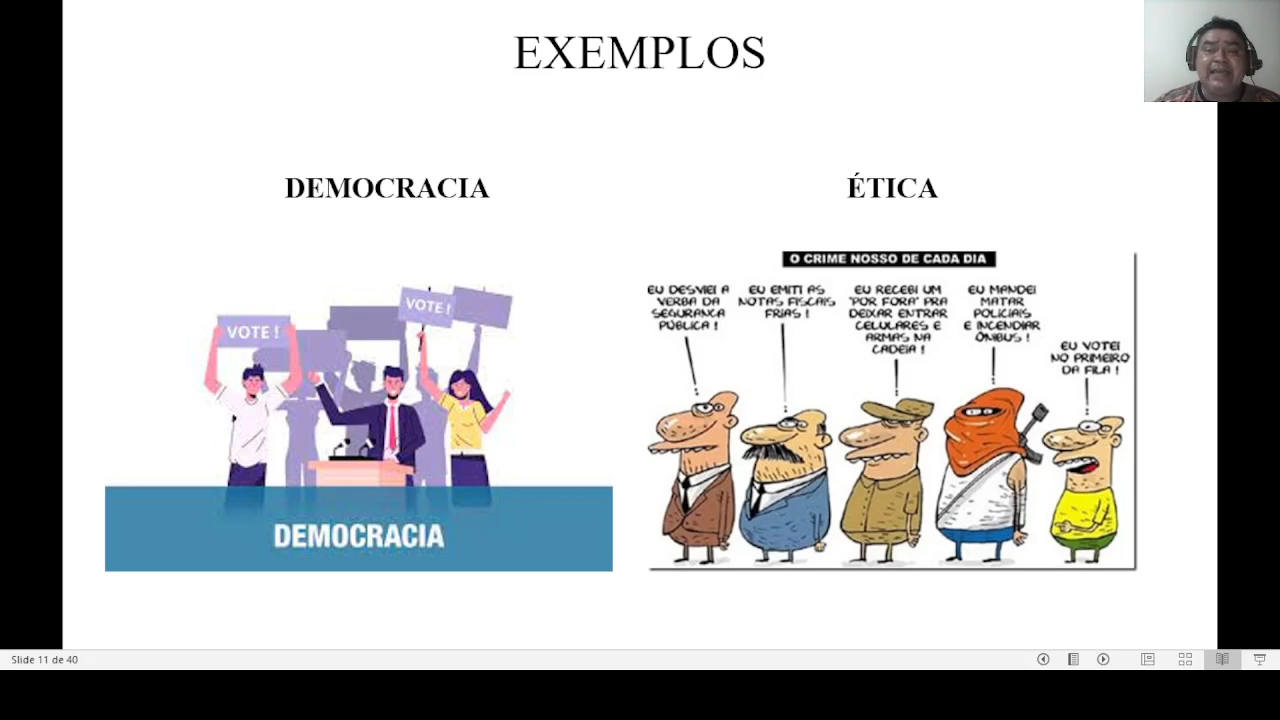 EXEMPLOS
DEMOCRACIA
VOTE !
VOTE !
DEMOCRACIA
ÉTICA
O CRIME NOSSO DE CADA DIA
EU DESVIEI A
VERBA DA
SEGURANÇA
PÚBLICA !
EU EMITI AS
NOTAS FISCAIS
FRIAS !
EU RECEBI UM
"POR FORA" PRA
DEIXAR ENTRAR
CELULARES E
ARMAS NA
CADEIA !
EU MANDEI
MATAR
POLICIAIS
E INCENDIAR
ÔNIBUS !
EU VOTEI
NO PRIMEIRO
DA FILA !
Slide 11 de 40